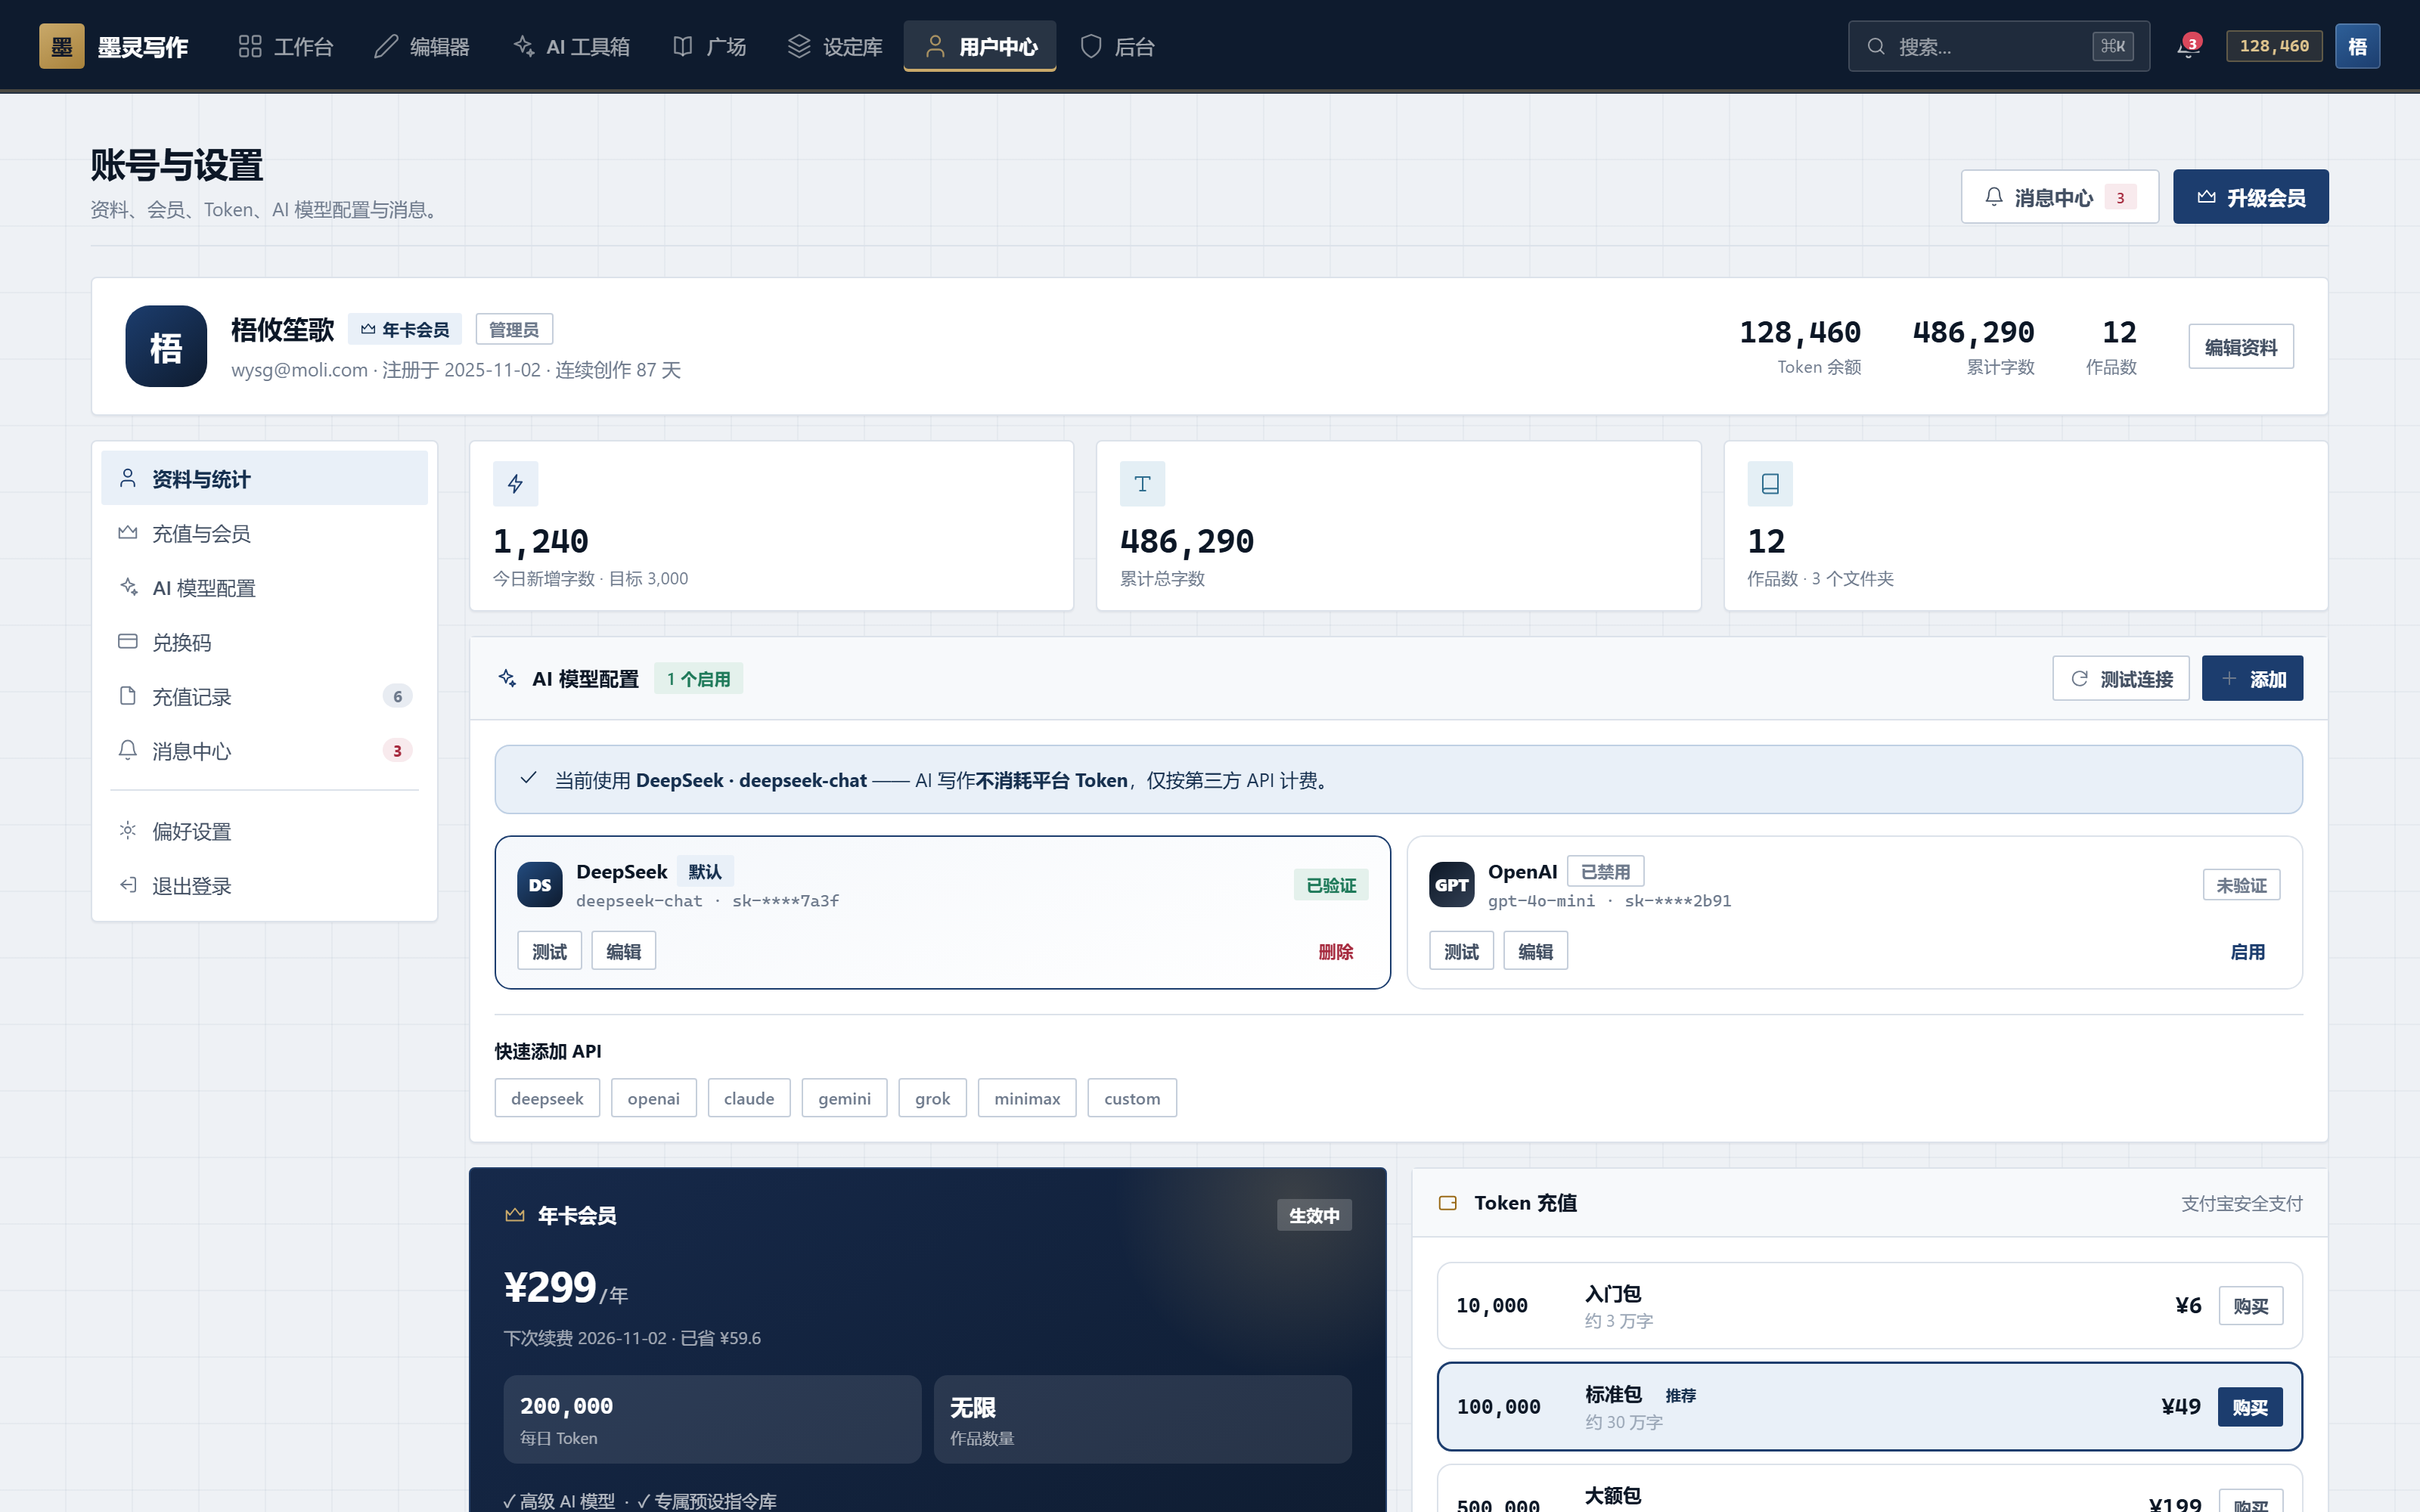 墨 墨灵写作 工作台 编辑器 AI 工具箱 广场 设定库 用户中心 后台 搜索... ⌘K 3 128,460 梧
账号与设置
资料、会员、Token、AI 模型配置与消息。
消息中心 3 升级会员
梧 梧攸笙歌 年卡会员 管理员
wysg@moli.com · 注册于 2025-11-02 · 连续创作 87 天
128,460 486,290 12
Token 余额 累计字数 作品数
编辑资料
资料与统计
充值与会员
AI 模型配置
兑换码
充值记录 6
消息中心 3
偏好设置
退出登录
1,240
今日新增字数 · 目标 3,000
486,290
累计总字数
12
作品数 · 3 个文件夹
AI 模型配置 1 个启用 测试连接 添加
当前使用 DeepSeek · deepseek-chat —— AI 写作不消耗平台 Token，仅按第三方 API 计费。
DS DeepSeek 默认 已验证
deepseek-chat · sk-****7a3f
测试 编辑 删除
GPT OpenAI 已禁用 未验证
gpt-4o-mini · sk-****2b91
测试 编辑 启用
快速添加 API
deepseek openai claude gemini grok minimax custom
年卡会员 生效中
¥299/年
下次续费 2026-11-02 · 已省 ¥59.6
200,000
每日 Token
无限
作品数量
✓ 高级 AI 模型 · ✓ 专属预设指令库
Token 充值 支付宝安全支付
10,000 入门包 ¥6 购买
约 3 万字
100,000 标准包 推荐 ¥49 购买
约 30 万字
500,000 大额包 ¥199 购买